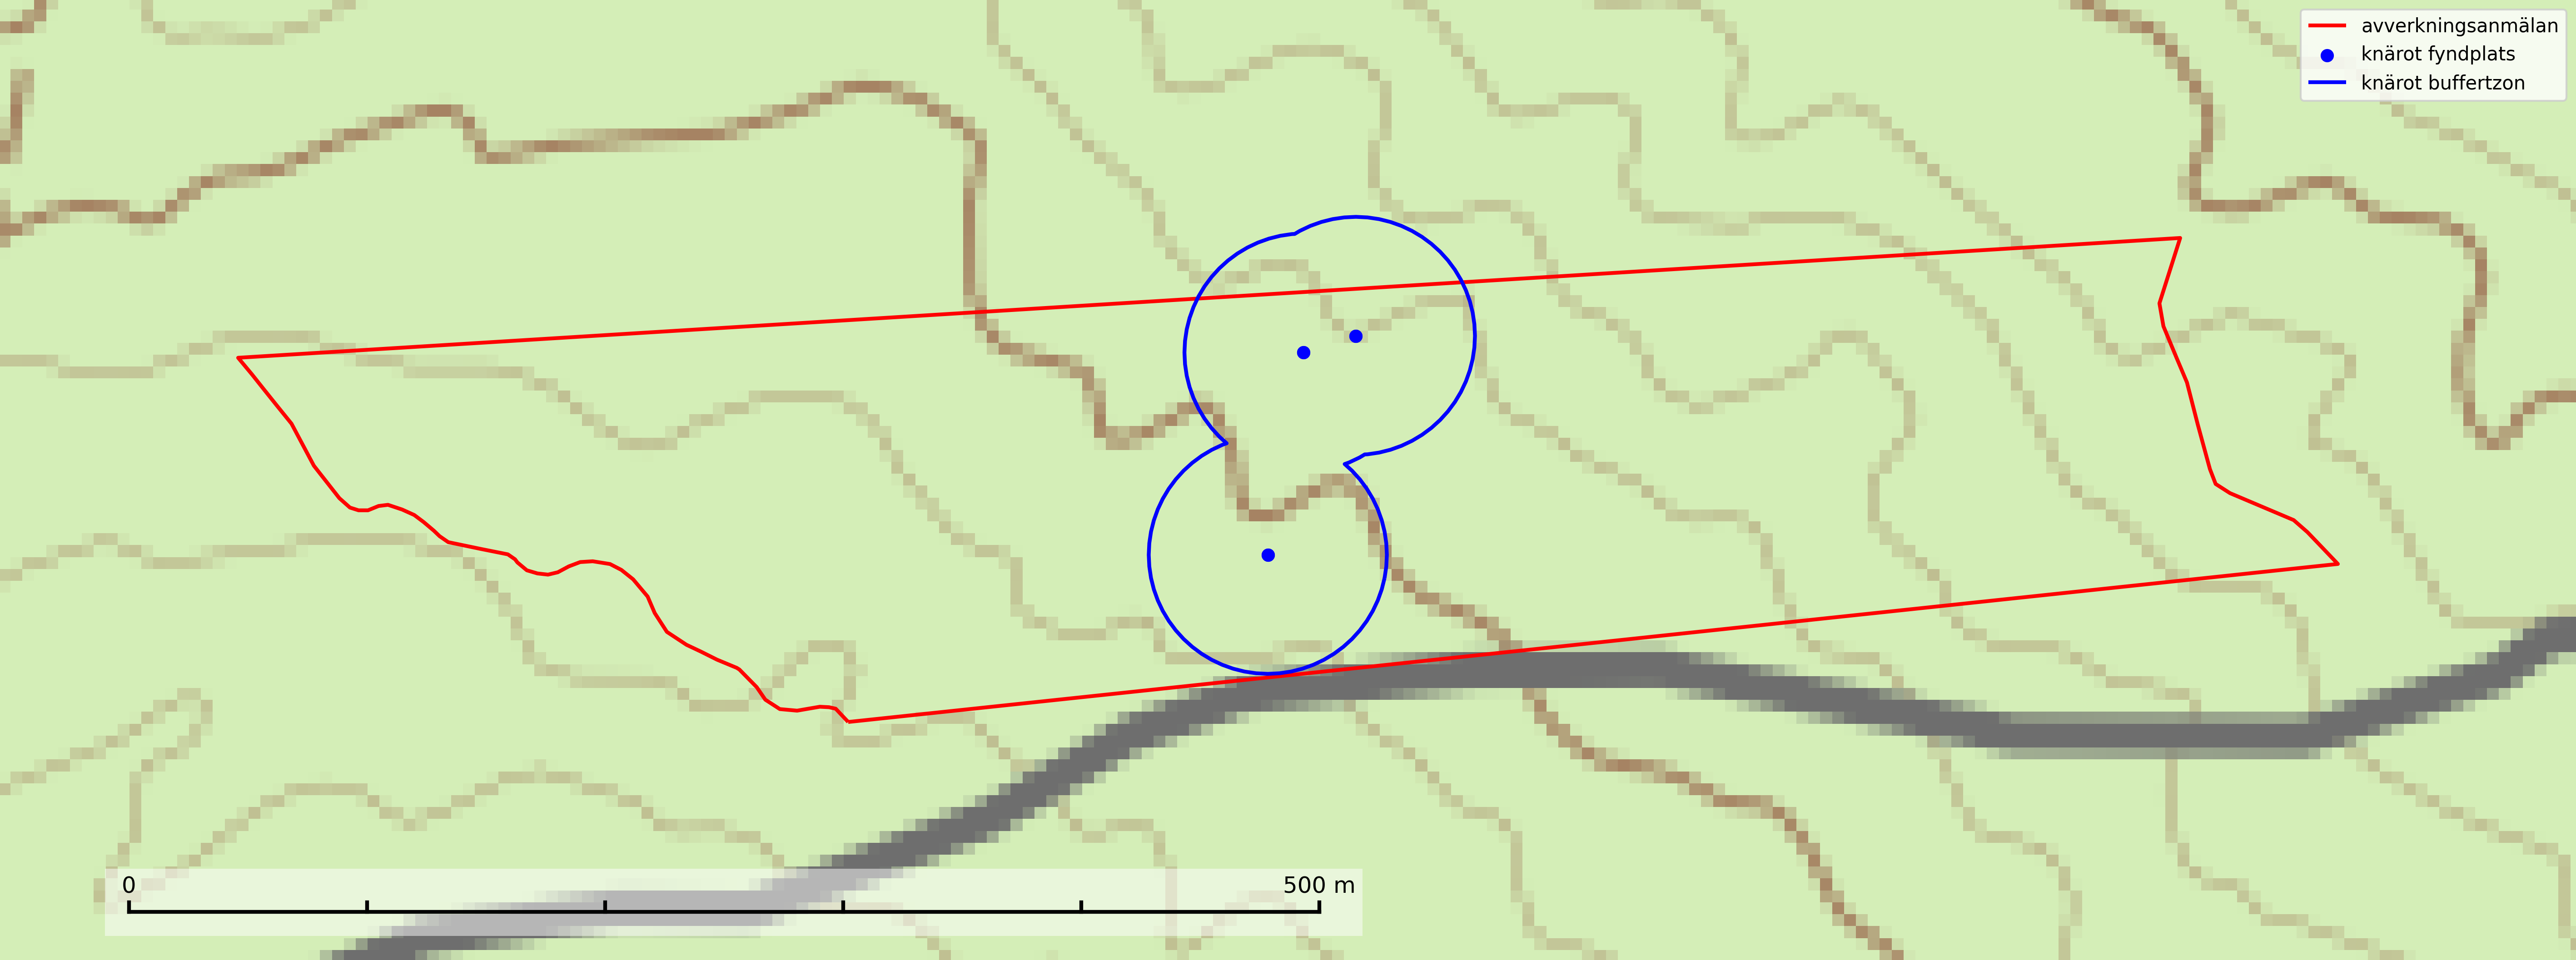 avverkningsanmälan
knärot fyndplats
knärot buffertzon
0 500 m